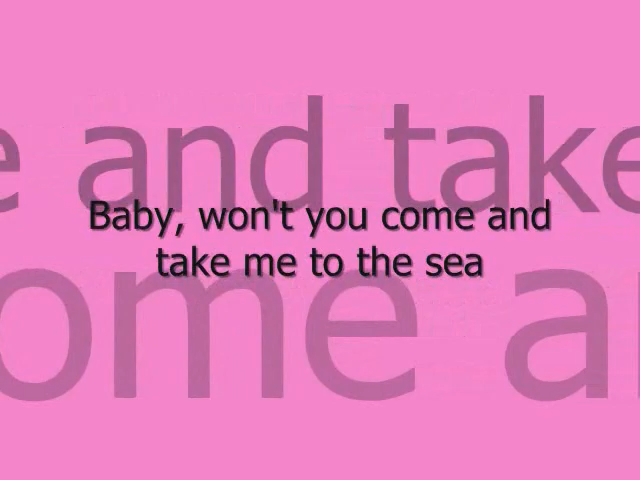 e and take
Baby, won't you come and
take me to the sea
ome a